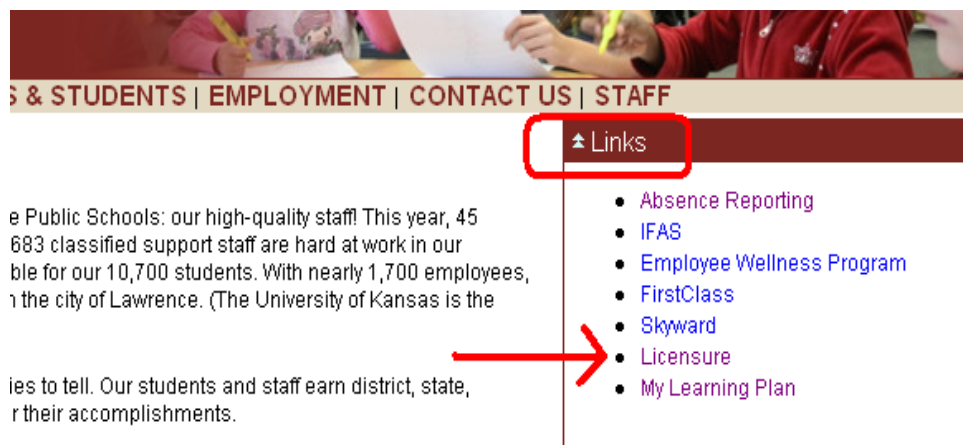 S & STUDENTS | EMPLOYMENT | CONTACT US | STAFF
Links
e Public Schools: our high-quality staff! This year, 45
683 classified support staff are hard at work in our
ble for our 10,700 students. With nearly 1,700 employees,
n the city of Lawrence. (The University of Kansas is the
ies to tell. Our students and staff earn district, state,
r their accomplishments.
Absence Reporting
IFAS
Employee Wellness Program
FirstClass
Skyward
Licensure
My Learning Plan